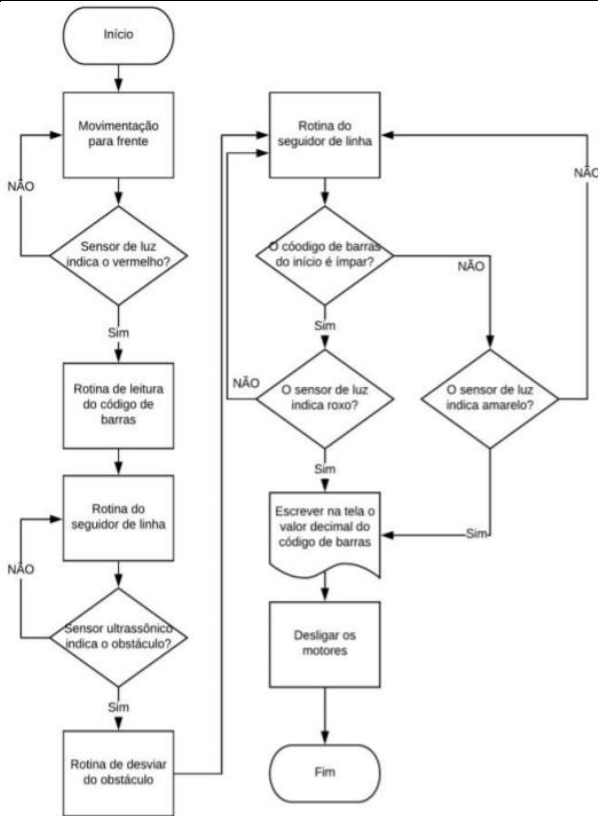 Início
Movimentação
para frente
NÃO
Sensor de luz
indica o vermelho?
Sim
Rotina de leitura
do código de
barras
Rotina do
seguidor de linha
NÃO
Sensor ultrassônico
indica o obstáculo?
Sim
Rotina de desviar
do obstáculo
Rotina do
seguidor de linha
NÃO
O cóodigo de barras
do início é ímpar?
NÃO
Sim
NÃO
O sensor de luz
indica roxo?
O sensor de luz
indica amarelo?
Sim
Escrever na tela o
valor decimal do
código de barras
Sim
Desligar os
motores
Fim